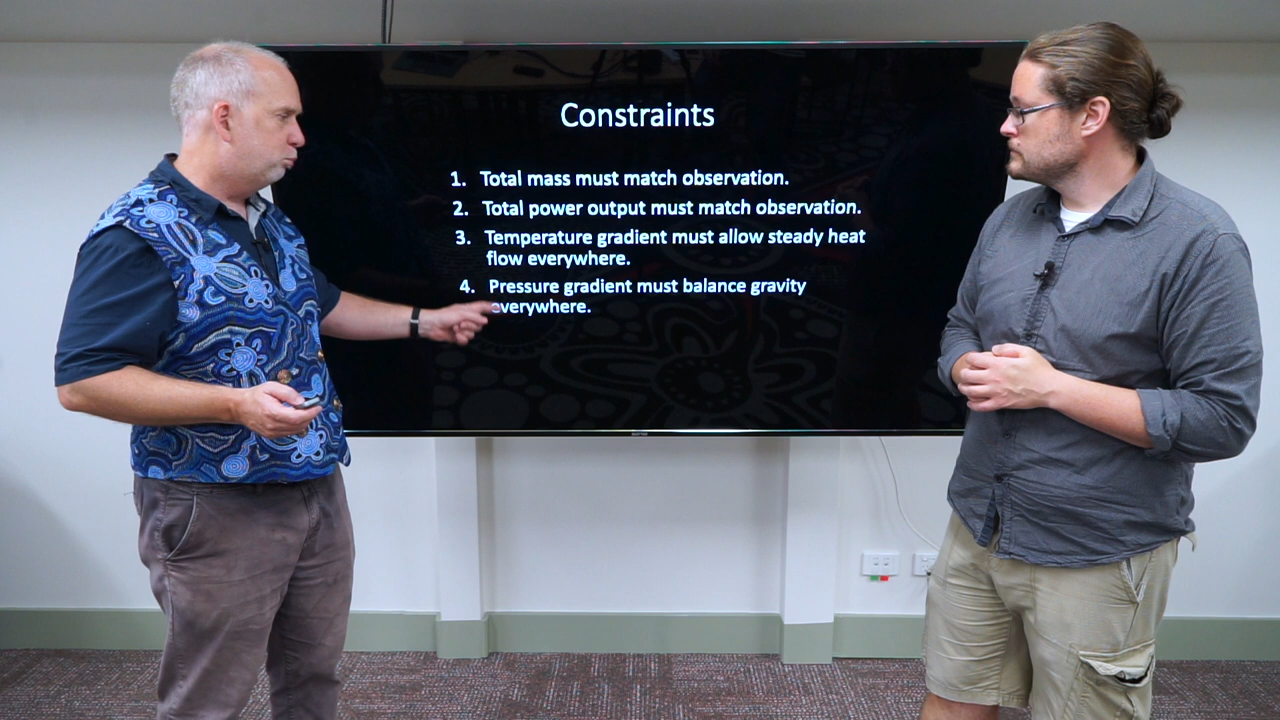 Constraints
1. Total mass must match observation.
2. Total power output must match observation.
3. Temperature gradient must allow steady heat
flow everywhere.
4. Pressure gradient must balance gravity
everywhere.